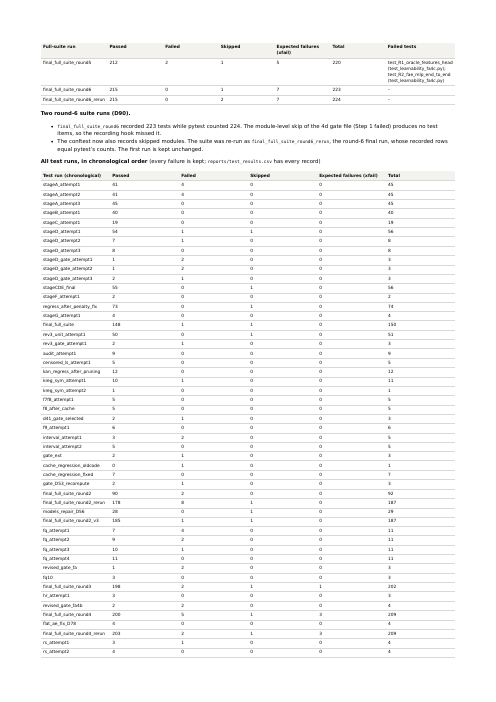 Full-suite run Passed Failed Skipped Expected failures (xfail) Total Failed tests
final_full_suite_round5 212 2 1 5 220 test_R1_oracle_features_head (test_learnability_fa4c.py); test_R2_fae_mlp_end_to_end (test_learnability_fa4c.py)
final_full_suite_round6 215 0 1 7 223 –
final_full_suite_round6_rerun 215 0 2 7 224 –
Two round-6 suite runs (D90).
• final_full_suite_round6 recorded 223 tests while pytest counted 224. The module-level skip of the 4d gate file (Step 1 failed) produces no test items, so the recording hook missed it.
• The conftest now also records skipped modules. The suite was re-run as final_full_suite_round6_rerun, the round-6 final run, whose recorded rows equal pytest's counts. The first run is kept unchanged.
All test runs, in chronological order (every failure is kept; reports/test_results.csv has every record)
Test run (chronological) Passed Failed Skipped Expected failures (xfail) Total
stageA_attempt1 41 4 0 0 45
stageA_attempt2 41 4 0 0 45
stageA_attempt3 45 0 0 0 45
stageB_attempt1 40 0 0 0 40
stageC_attempt1 19 0 0 0 19
stageD_attempt1 54 1 1 0 56
stageD_attempt2 7 1 0 0 8
stageD_attempt3 8 0 0 0 8
stageD_gate_attempt1 1 2 0 0 3
stageD_gate_attempt2 1 2 0 0 3
stageD_gate_attempt3 2 1 0 0 3
stageCDE_final 55 0 1 0 56
stageF_attempt1 2 0 0 0 2
regress_after_penalty_fix 73 0 1 0 74
stageG_attempt1 4 0 0 0 4
final_full_suite 148 1 1 0 150
rev3_unit_attempt1 50 0 1 0 51
rev3_gate_attempt1 2 1 0 0 3
audit_attempt1 9 0 0 0 9
censored_ls_attempt1 5 0 0 0 5
kan_regress_after_pruning 12 0 0 0 12
kreg_sym_attempt1 10 1 0 0 11
kreg_sym_attempt2 1 0 0 0 1
f7f8_attempt1 5 0 0 0 5
f8_after_cache 5 0 0 0 5
d41_gate_selected 2 1 0 0 3
f9_attempt1 6 0 0 0 6
interval_attempt1 3 2 0 0 5
interval_attempt2 5 0 0 0 5
gate_ext 2 1 0 0 3
cache_regression_oldcode 0 1 0 0 1
cache_regression_fixed 7 0 0 0 7
gate_D53_recompute 2 1 0 0 3
final_full_suite_round2 90 2 0 0 92
final_full_suite_round2_rerun 178 8 1 0 187
models_repair_D56 28 0 1 0 29
final_full_suite_round2_v3 185 1 1 0 187
fq_attempt1 7 4 0 0 11
fq_attempt2 9 2 0 0 11
fq_attempt3 10 1 0 0 11
fq_attempt4 11 0 0 0 11
revised_gate_fa 1 2 0 0 3
fq10 3 0 0 0 3
final_full_suite_round3 198 2 1 1 202
hr_attempt1 3 0 0 0 3
revised_gate_fa4b 2 2 0 0 4
final_full_suite_round4 200 5 1 3 209
flat_ae_fix_D78 4 0 0 0 4
final_full_suite_round4_rerun 203 2 1 3 209
rs_attempt1 3 1 0 0 4
rs_attempt2 4 0 0 0 4